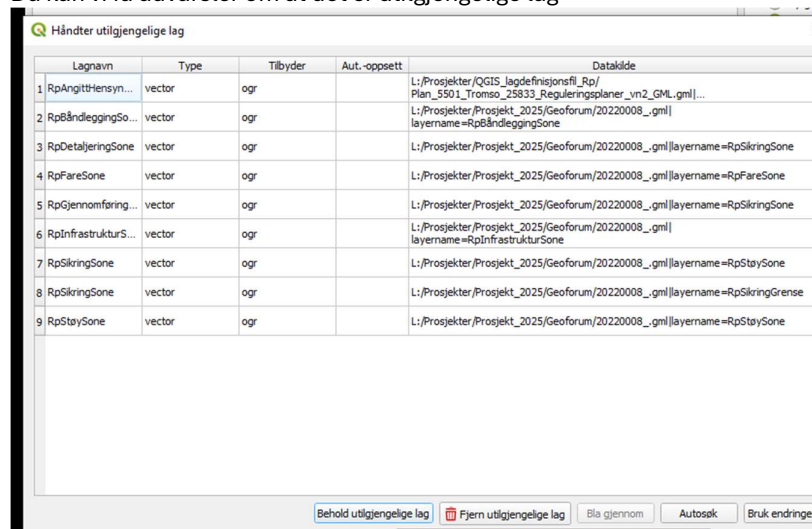 Håndter utilgjengelige lag
Lagnavn Type Tilbyder Aut.-oppsett Datakilde
1 RpAngittHensyn... vector ogr L:/Prosjekter/QGIS_lagdefinisjonsfil_Rp/
Plan_5501_Tromso_25833_Reguleringsplaner_vn2_GML.gml|...
2 RpBåndleggingSo... vector ogr L:/Prosjekter/Prosjekt_2025/Geoforum/20220008_.gml|
layername=RpBåndleggingSone
3 RpDetaljeringSone vector ogr L:/Prosjekter/Prosjekt_2025/Geoforum/20220008_.gml|layername=RpSikringSone
4 RpFareSone vector ogr L:/Prosjekter/Prosjekt_2025/Geoforum/20220008_.gml|layername=RpFareSone
5 RpGjennomføring... vector ogr L:/Prosjekter/Prosjekt_2025/Geoforum/20220008_.gml|layername=RpSikringSone
6 RpInfrastrukturS... vector ogr L:/Prosjekter/Prosjekt_2025/Geoforum/20220008_.gml|
layername=RpInfrastrukturSone
7 RpSikringSone vector ogr L:/Prosjekter/Prosjekt_2025/Geoforum/20220008_.gml|layername=RpStøySone
8 RpSikringSone vector ogr L:/Prosjekter/Prosjekt_2025/Geoforum/20220008_.gml|layername=RpSikringGrense
9 RpStøySone vector ogr L:/Prosjekter/Prosjekt_2025/Geoforum/20220008_.gml|layername=RpStøySone
Behold utilgjengelige lag Fjern utilgjengelige lag Bla gjennom Autosøk Bruk endringe